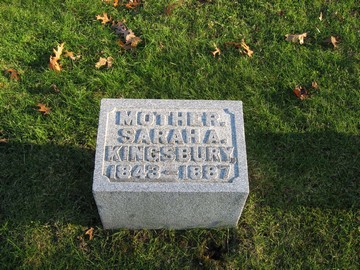 MOTHER.
SARAH A.
KINGSBURY,
1843-1887